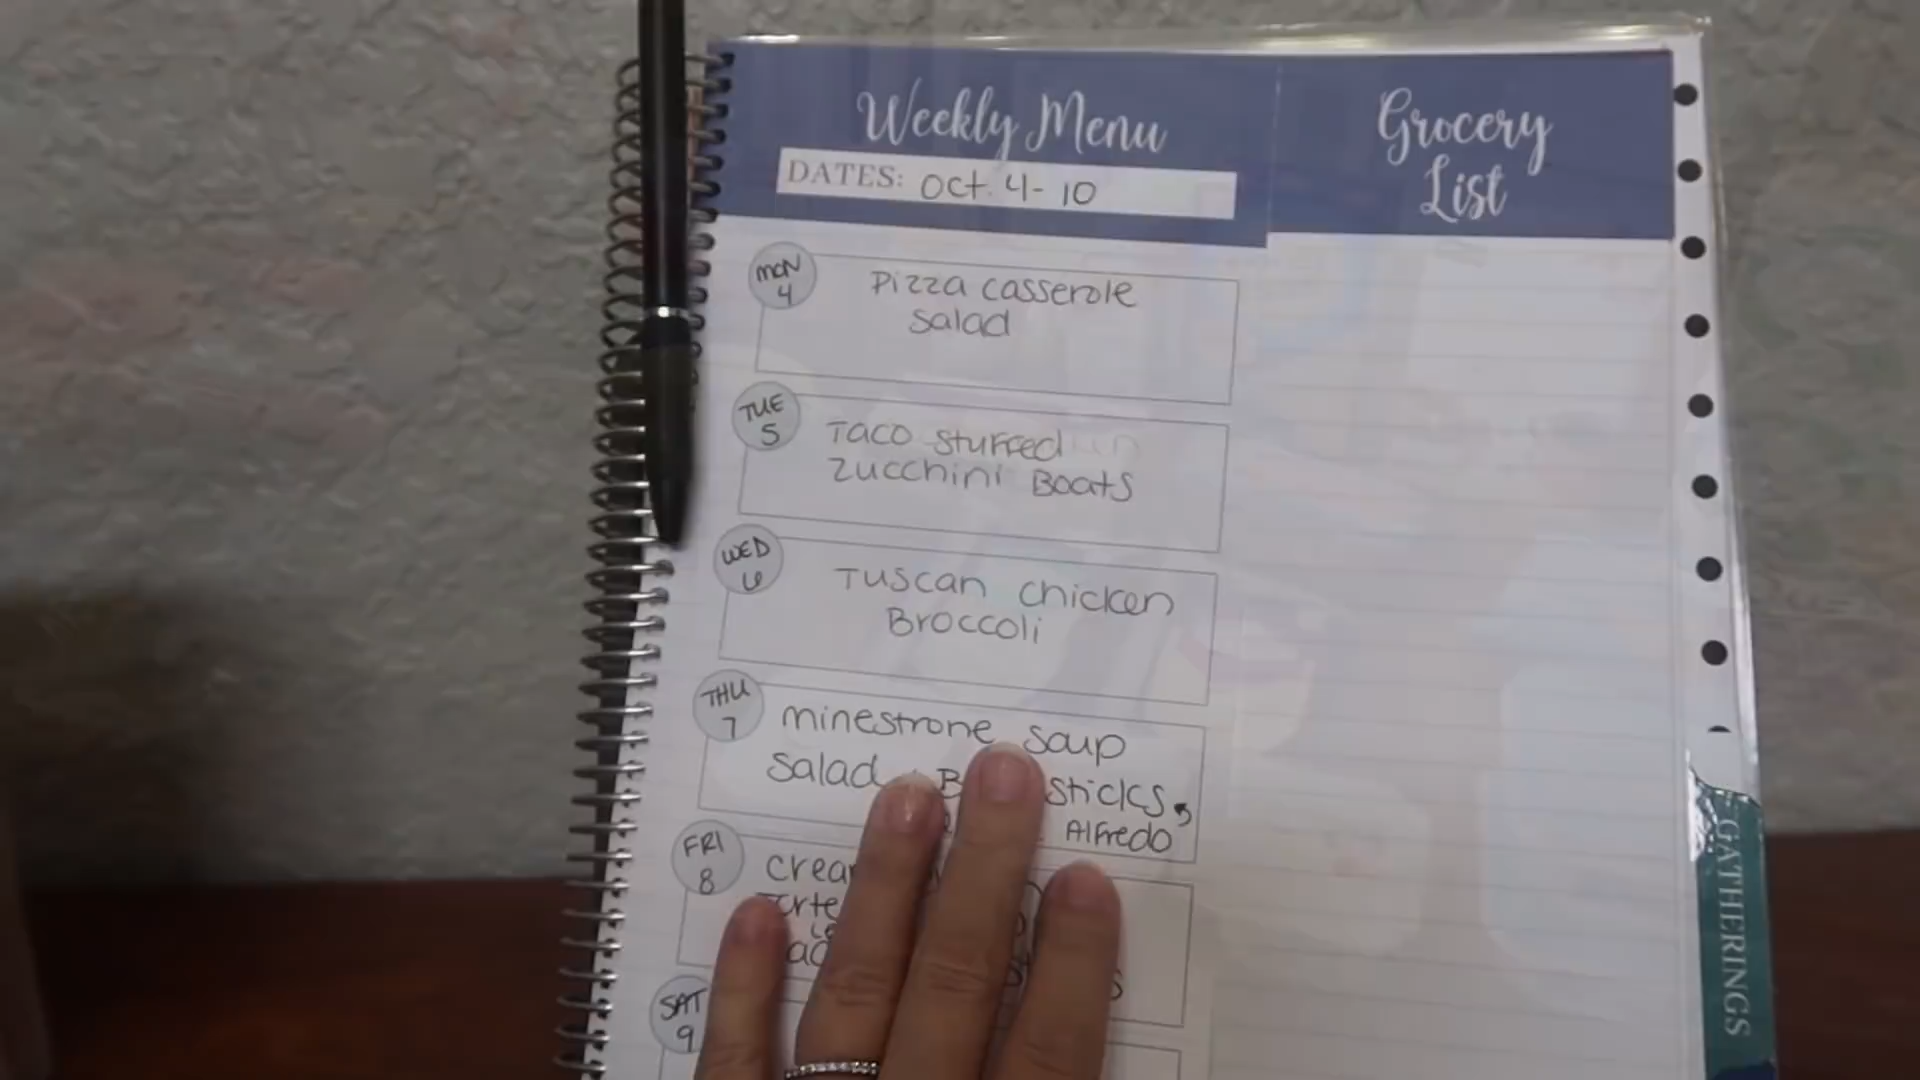 Weekly Menu
DATES: Oct. 4-10
MON
4
Pizza casserole
salad
TUE
5
Taco Stuffed
Zucchini Boats
WED
6
Tuscan Chicken
Broccoli
THU
7
minestrone Soup
Salad
Alfredo
FRI
8
SAT
9
Grocery
List
GATHERINGS